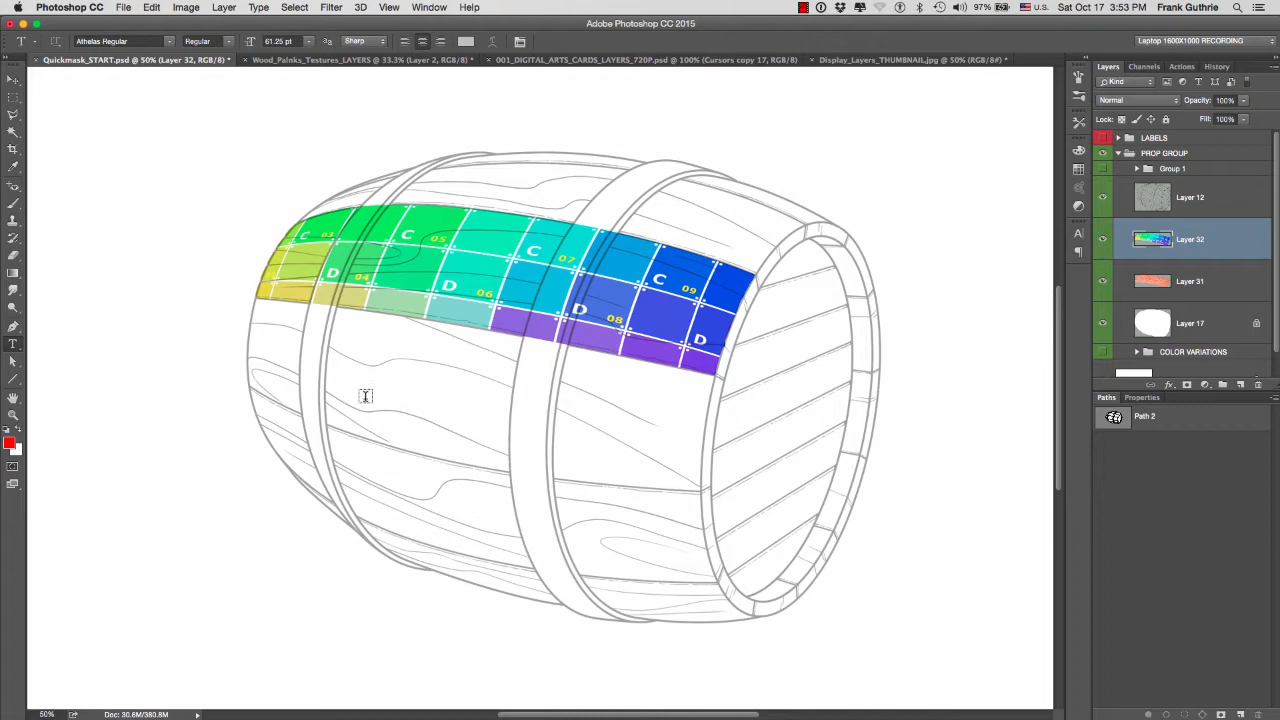 Photoshop CC File Edit Image Layer Type Select Filter 3D View Window Help 97% U.S. Sat Oct 17 3:53 PM Frank Guthrie
Adobe Photoshop CC 2015
Athelas Regular Regular 61.25 pt Sharp Laptop 1600X1000 RECORDING
Quickmask_START.psd @ 50% (Layer 32, RGB/8) * Wood_Palnks_Testures_LAYERS @ 33.3% (Layer 2, RGB/8) * 001_DIGITAL_ARTS_CARDS_LAYERS_720P.psd @ 100% (Cursors copy 17, RGB/8) Display_Layers_THUMBNAIL.jpg @ 50% (RGB/8#) *
Layers Channels Actions History
Kind
Normal Opacity: 100%
Lock: Fill: 100%
LABELS
PROP GROUP
Group 1
Layer 12
Layer 32
Layer 31
Layer 17
COLOR VARIATIONS
Paths Properties
Path 2
C 03 C 05 C 07 C 09
D 04 D 06 D 08 D
50% Doc: 30.6M/380.8M